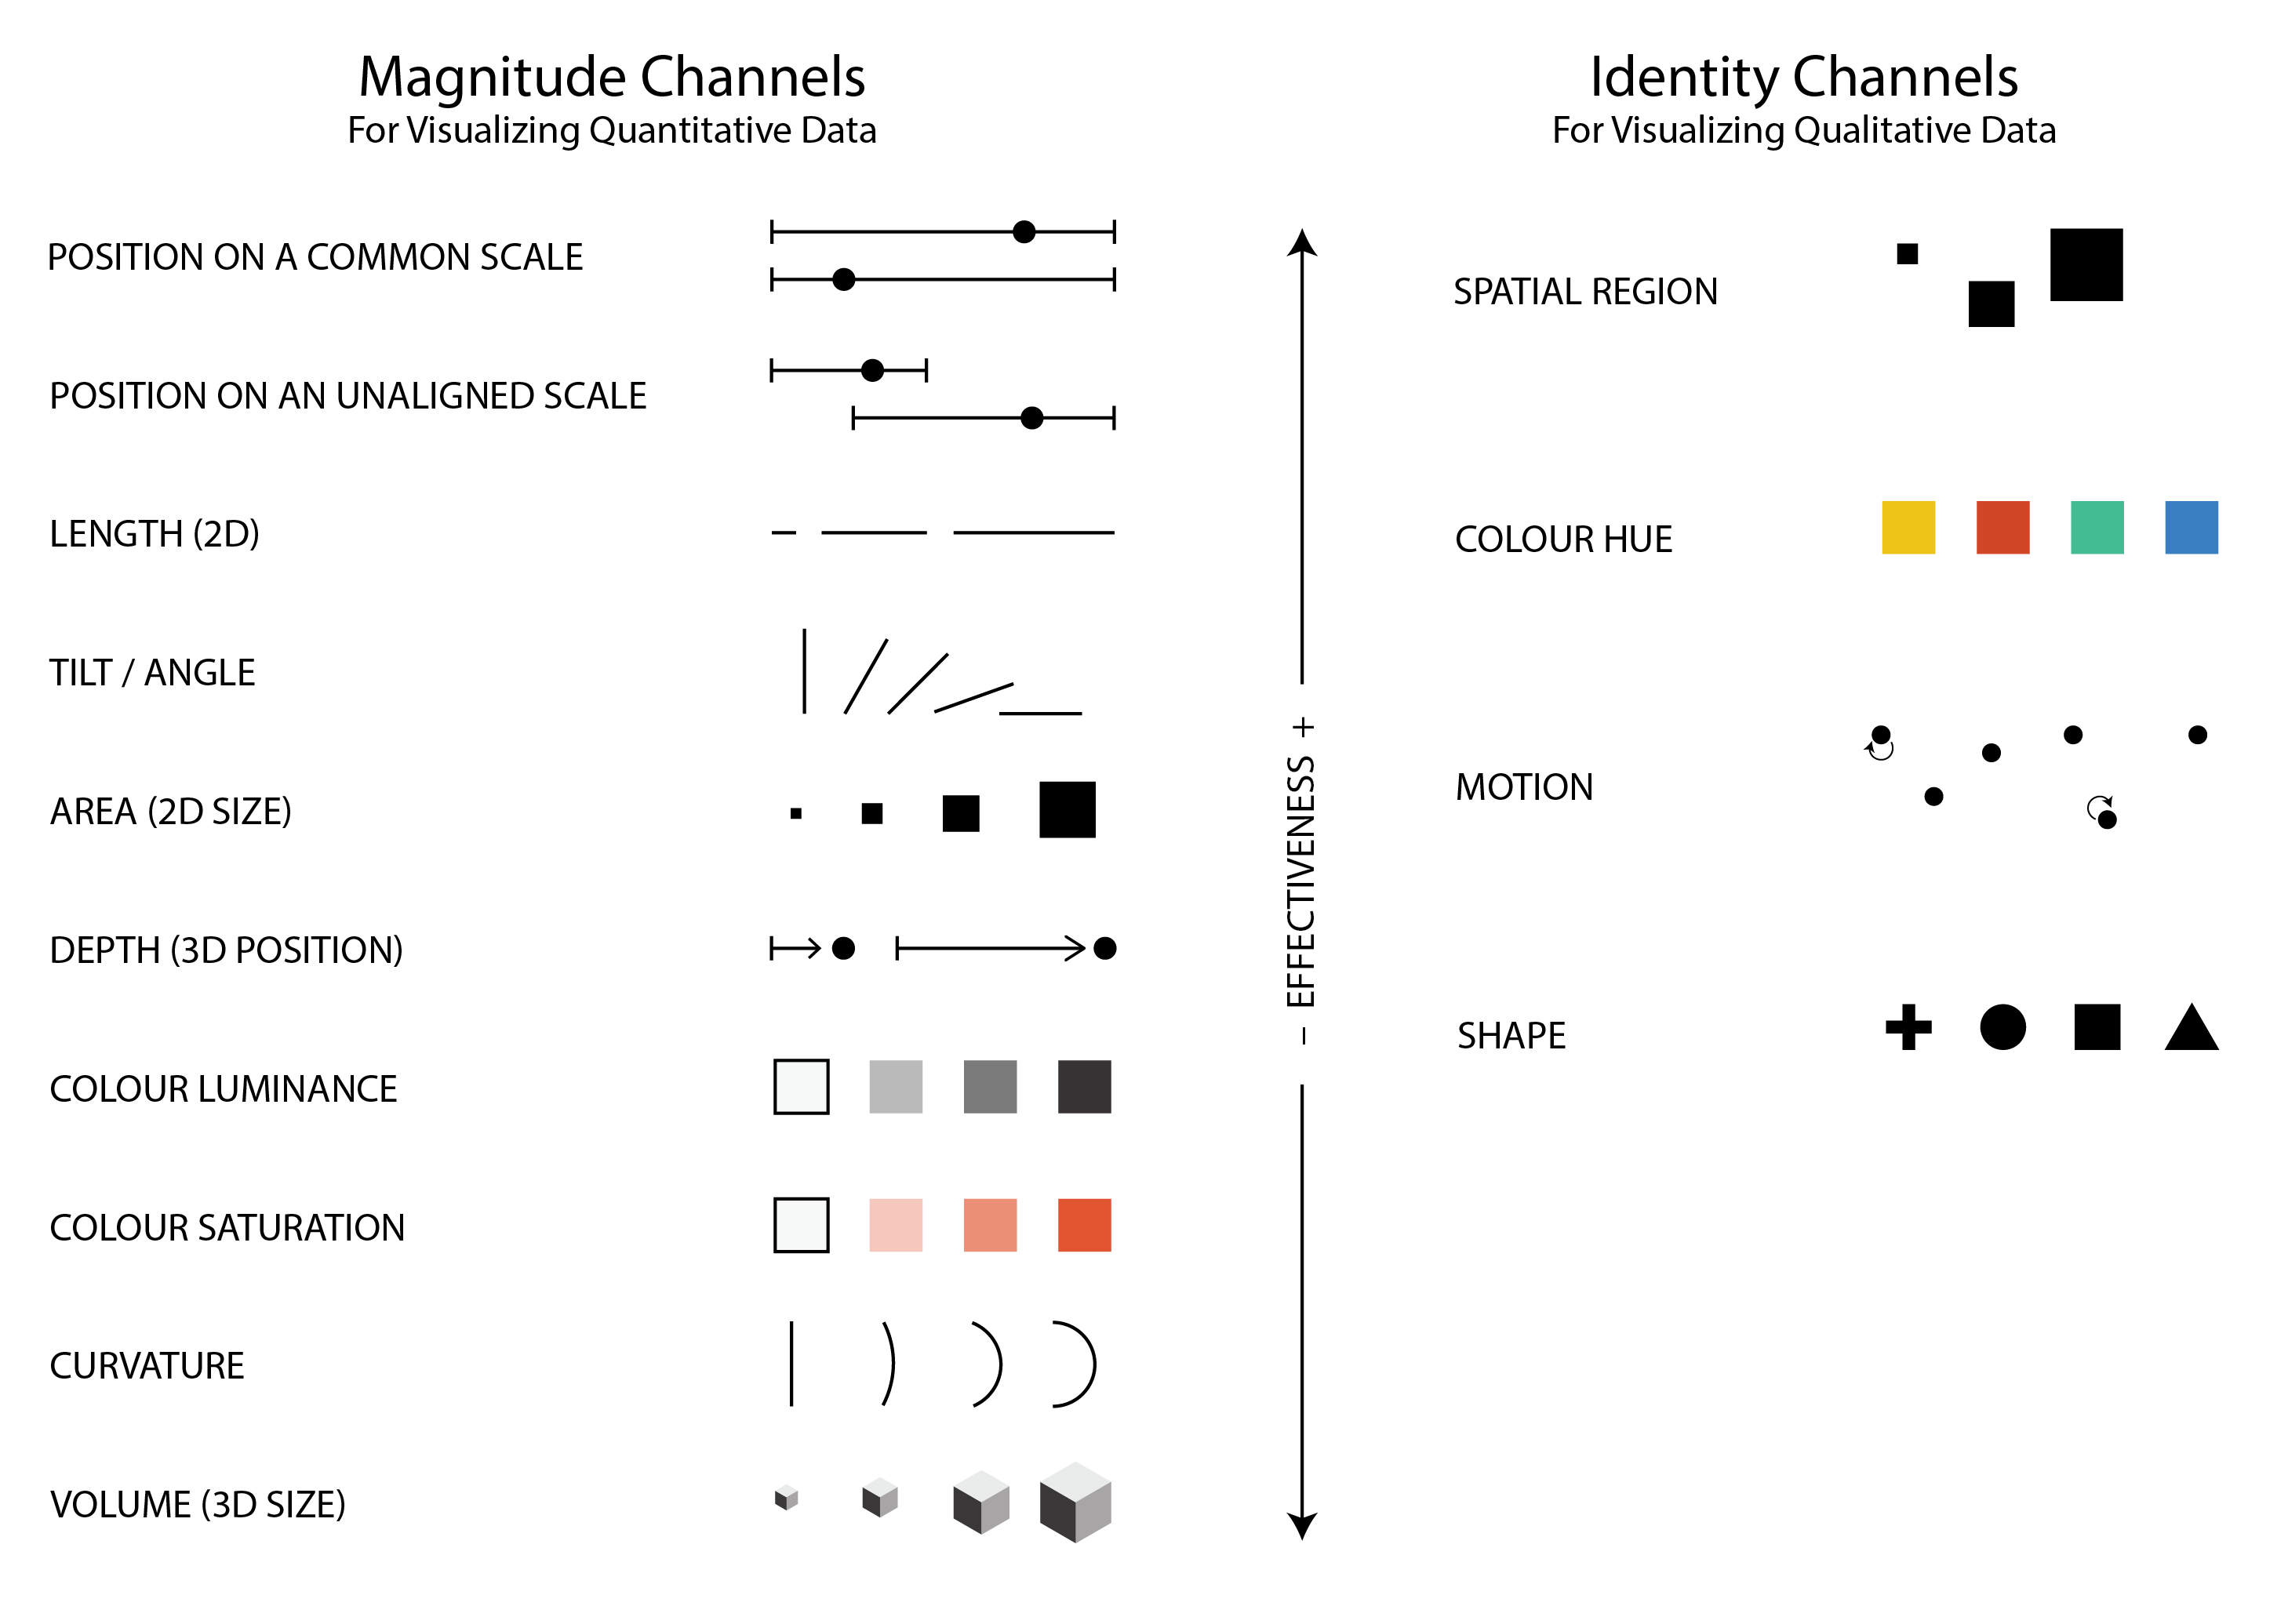 Magnitude Channels
For Visualizing Quantitative Data
POSITION ON A COMMON SCALE
POSITION ON AN UNALIGNED SCALE
LENGTH (2D)
TILT / ANGLE
AREA (2D SIZE)
DEPTH (3D POSITION)
COLOUR LUMINANCE
COLOUR SATURATION
CURVATURE
VOLUME (3D SIZE)
– EFFECTIVENESS +
Identity Channels
For Visualizing Qualitative Data
SPATIAL REGION
COLOUR HUE
MOTION
SHAPE